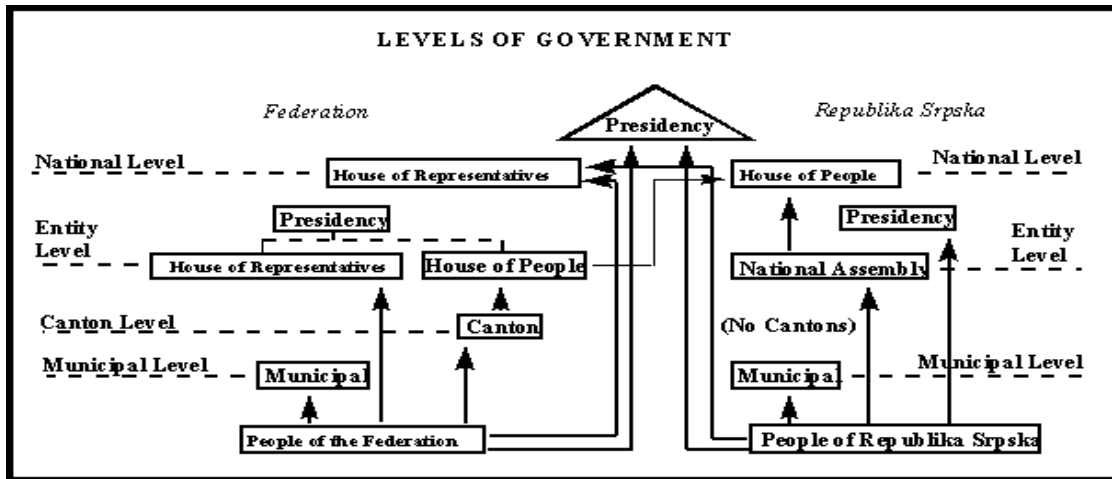 LEVELS OF GOVERNMENT
Federation
Republika Srpska
Presidency
National Level
House of Representatives
House of People
National Level
Presidency
Presidency
Entity
Level
House of Representatives
House of People
National Assembly
Entity
Level
Canton Level
Canton
(No Cantons)
Municipal Level
Municipal
Municipal
Municipal Level
People of the Federation
People of Republika Srpska